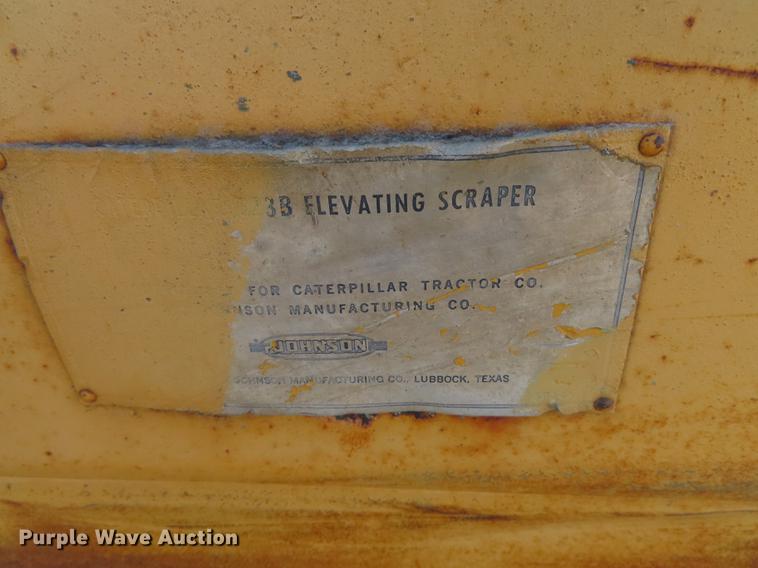 3B ELEVATING SCRAPER
FOR CATERPILLAR TRACTOR CO.
NSON MANUFACTURING CO.
JOHNSON
JOHNSON MANUFACTURING CO., LUBBOCK, TEXAS
Purple Wave Auction